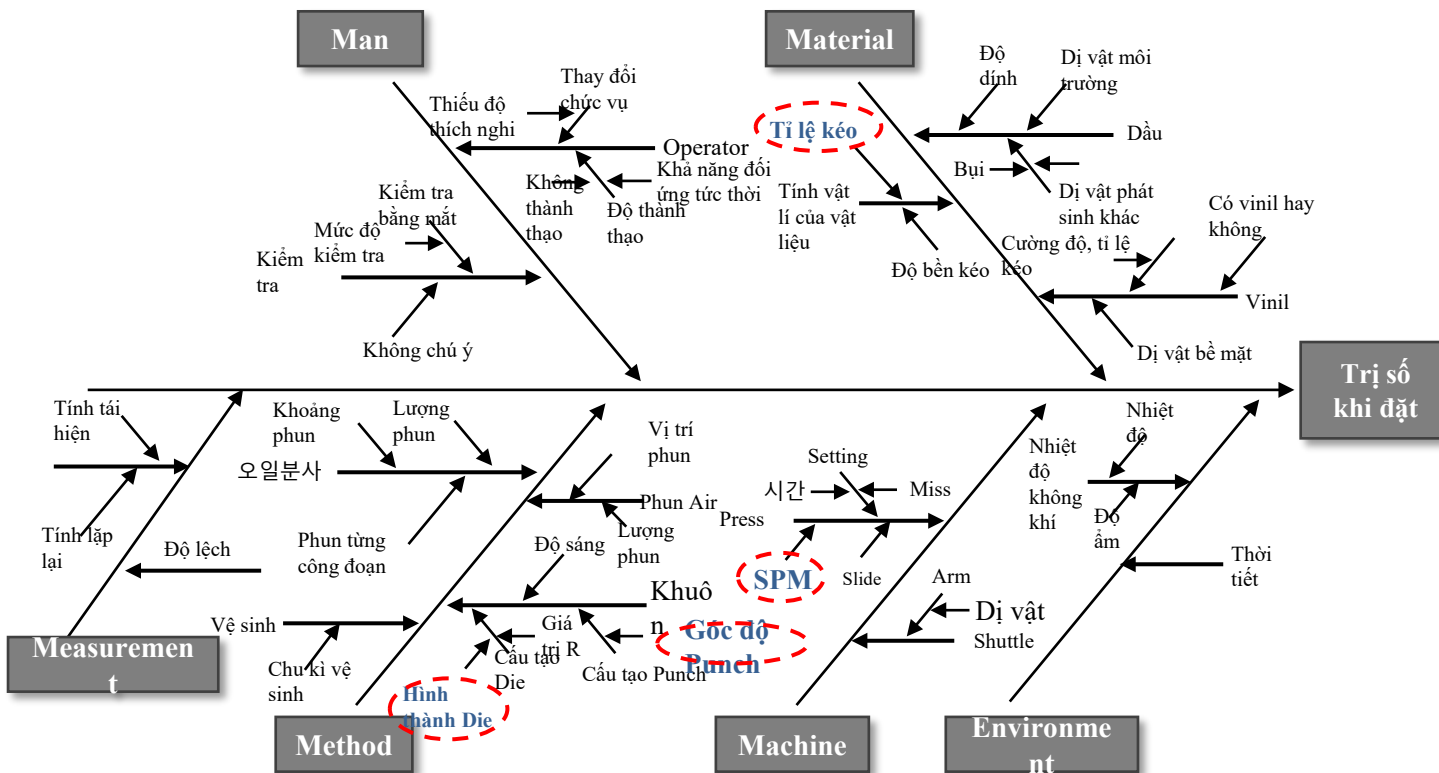 Man
Material
Thay đổi
chức vụ
Thiếu độ
thích nghi
Operator
Không
thành
thạo
Khả năng đối
ứng tức thời
Độ thành
thạo
Kiểm tra
bằng mắt
Mức độ
kiểm tra
Kiểm
tra
Không chú ý
Độ
dính
Dị vật môi
trường
Tỉ lệ kéo
Dầu
Bụi
Dị vật phát
sinh khác
Tính vật
lí của vật
liệu
Độ bền kéo
Có vinil hay
không
Cường độ, tỉ lệ
kéo
Vinil
Dị vật bề mặt
Trị số
khi đặt
Tính tái
hiện
Tính lặp
lại
Độ lệch
Measuremen
t
Khoảng
phun
Lượng
phun
오일분사
Phun từng
công đoạn
Vị trí
phun
Phun Air
Lượng
phun
Độ sáng
Khuô
n
Vệ sinh
Chu kì vệ
sinh
Giá
trị R
Cấu tạo
Die
Cấu tạo Punch
Góc độ
Punch
Hình
thành Die
Method
Setting
시간
Miss
Press
SPM
Slide
Arm
Dị vật
Shuttle
Machine
Nhiệt
độ
Nhiệt
độ
không
khí
Độ
ẩm
Thời
tiết
Environme
nt